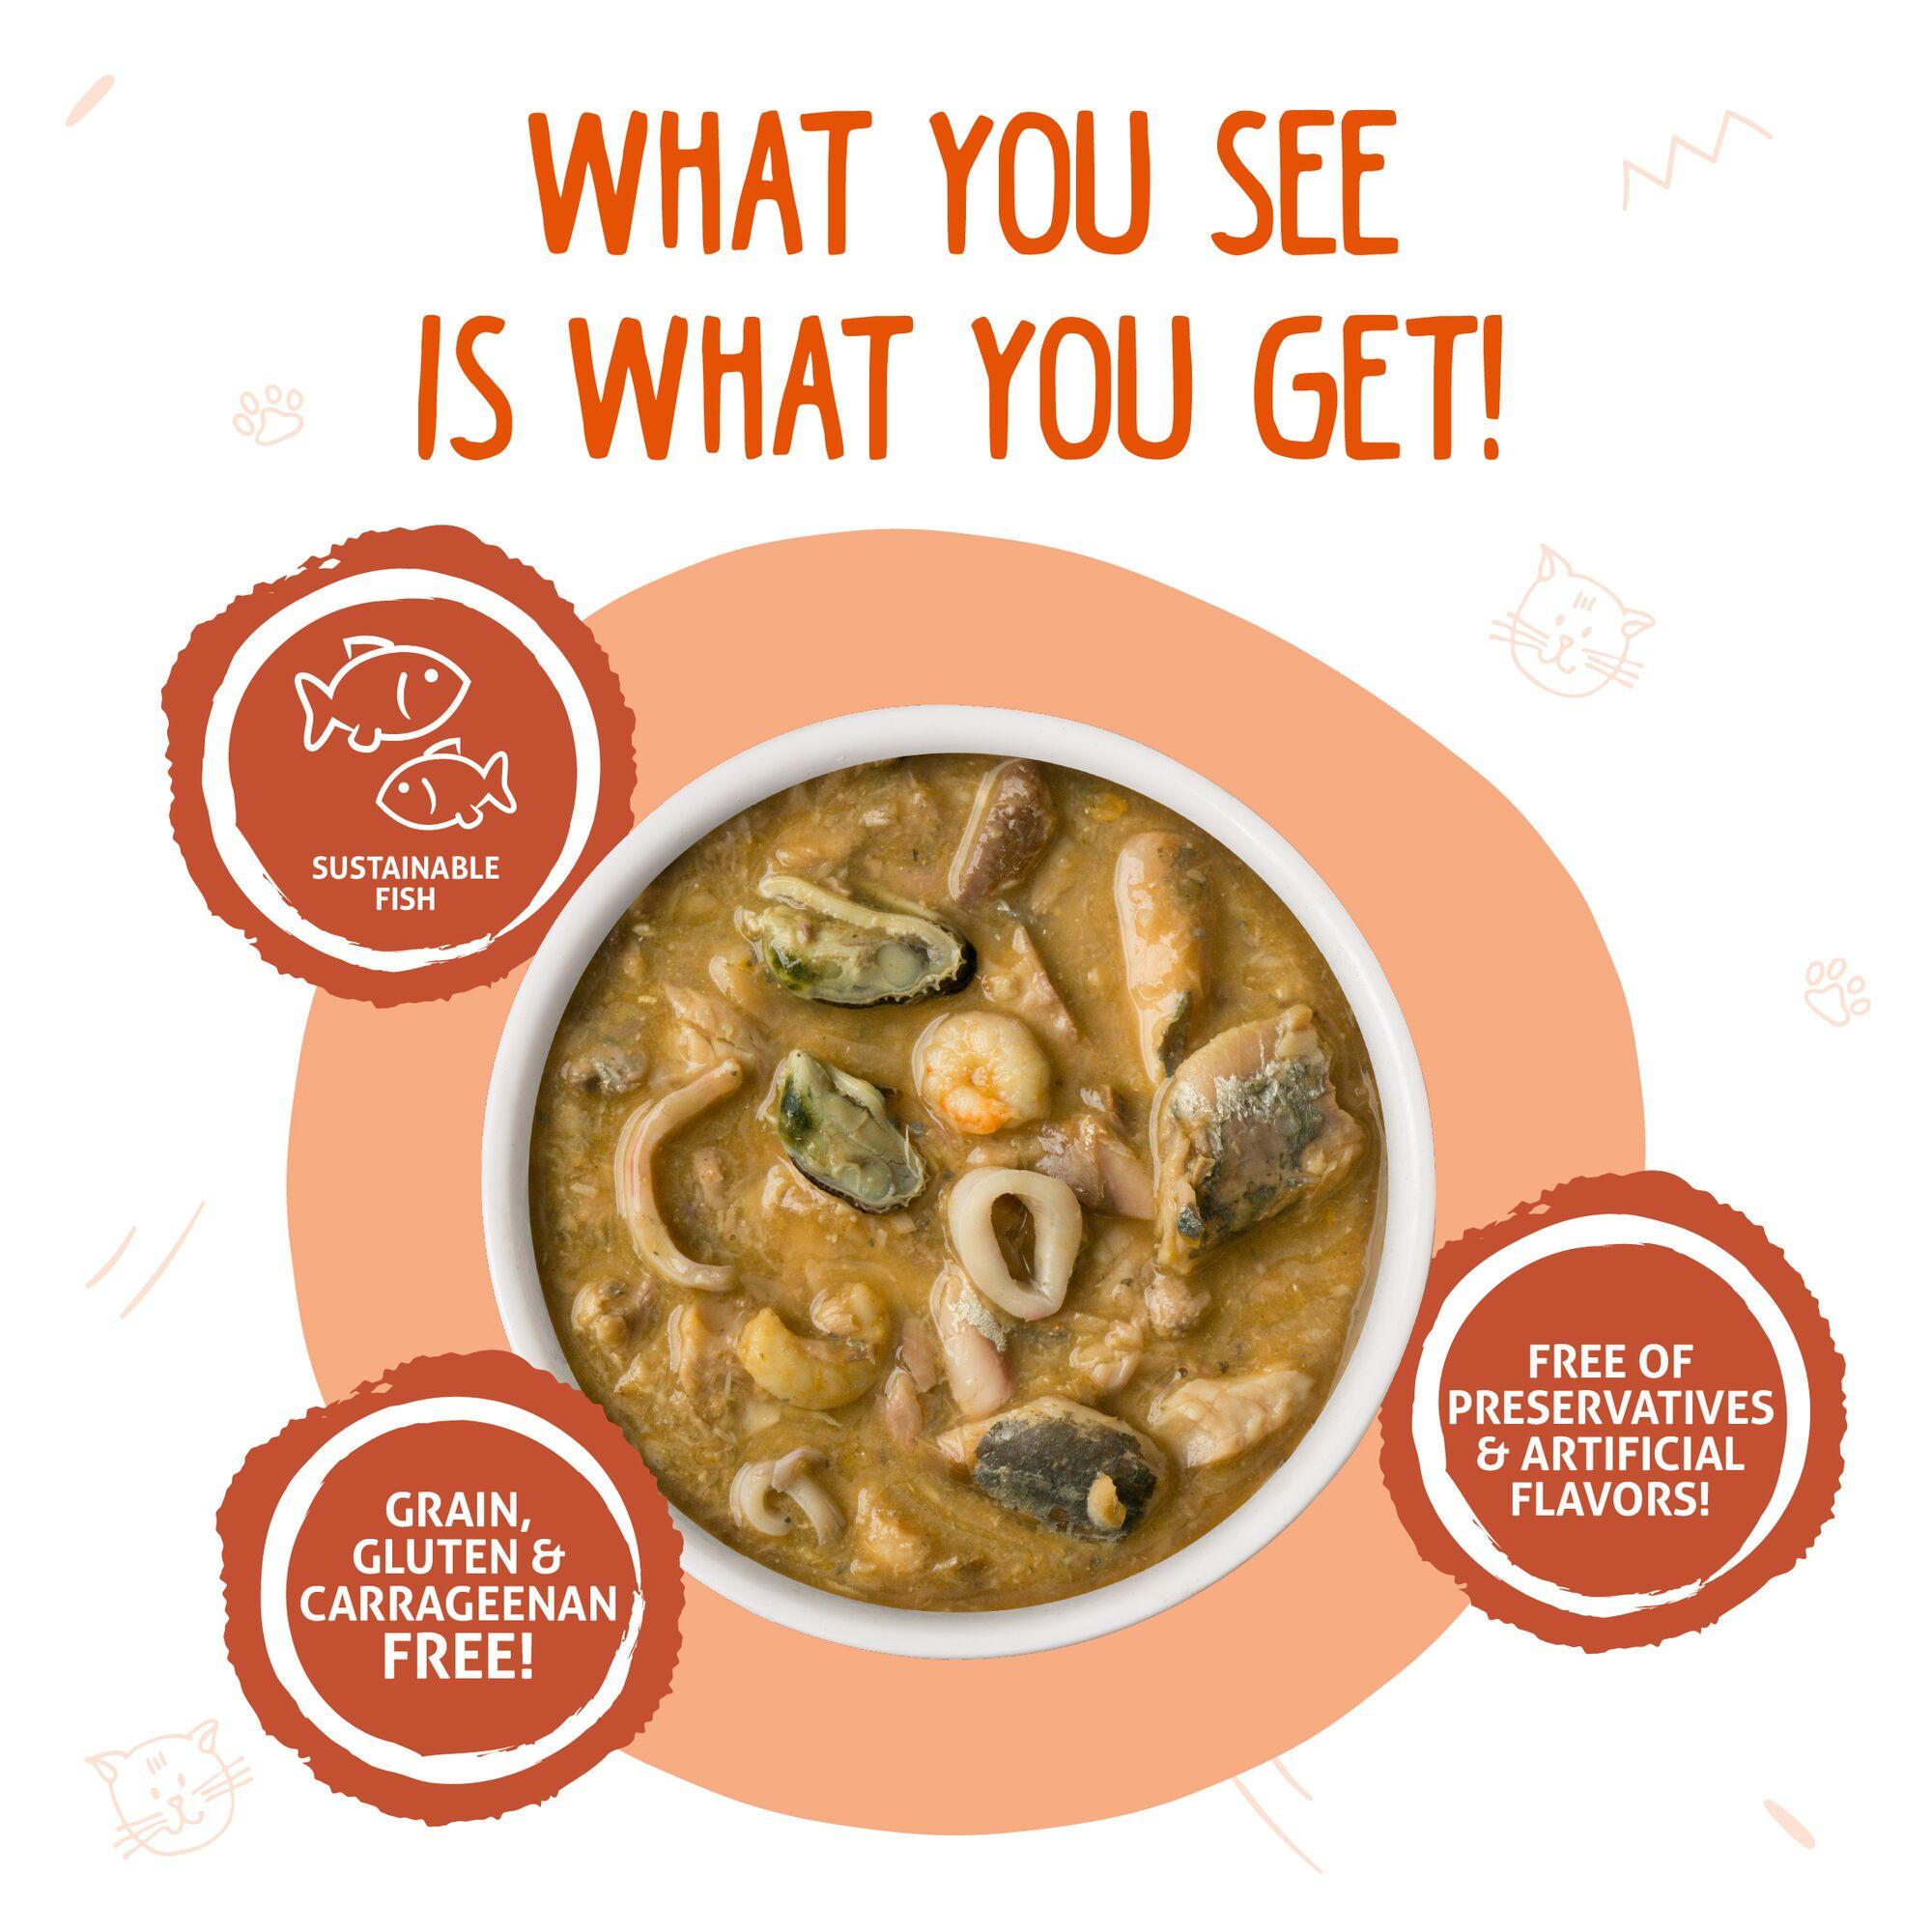 WHAT YOU SEE
IS WHAT YOU GET!
SUSTAINABLE
FISH
FREE OF
PRESERVATIVES
& ARTIFICIAL
FLAVORS!
GRAIN,
GLUTEN &
CARRAGEENAN
FREE!